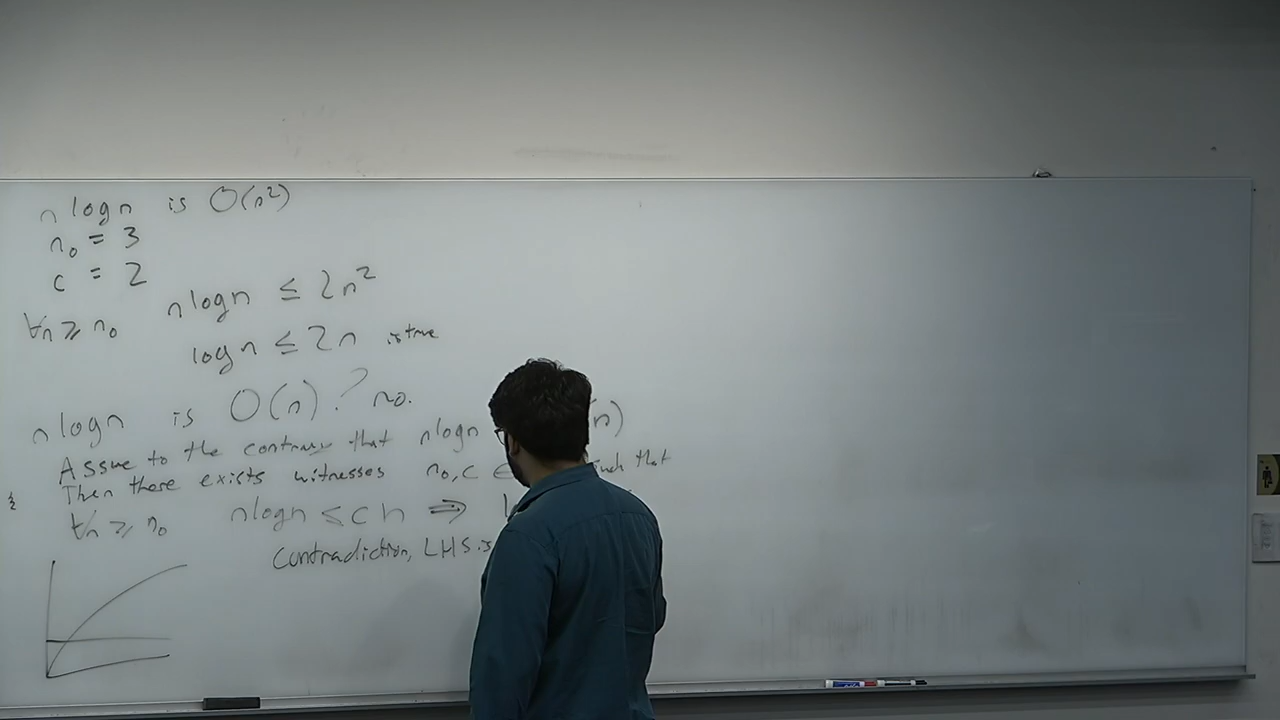 n log n is O(n²)
n₀ = 3
c = 2
n log n ≤ 2n²
∀n ≥ n₀
log n ≤ 2n is true
n log n is O(n)? no.
Assume to the contrary that n log n n)
Then there exists witnesses n₀, c ∈ such that
∀n ≥ n₀ n log n ≤ c n ⇒
Contradiction, LHS is